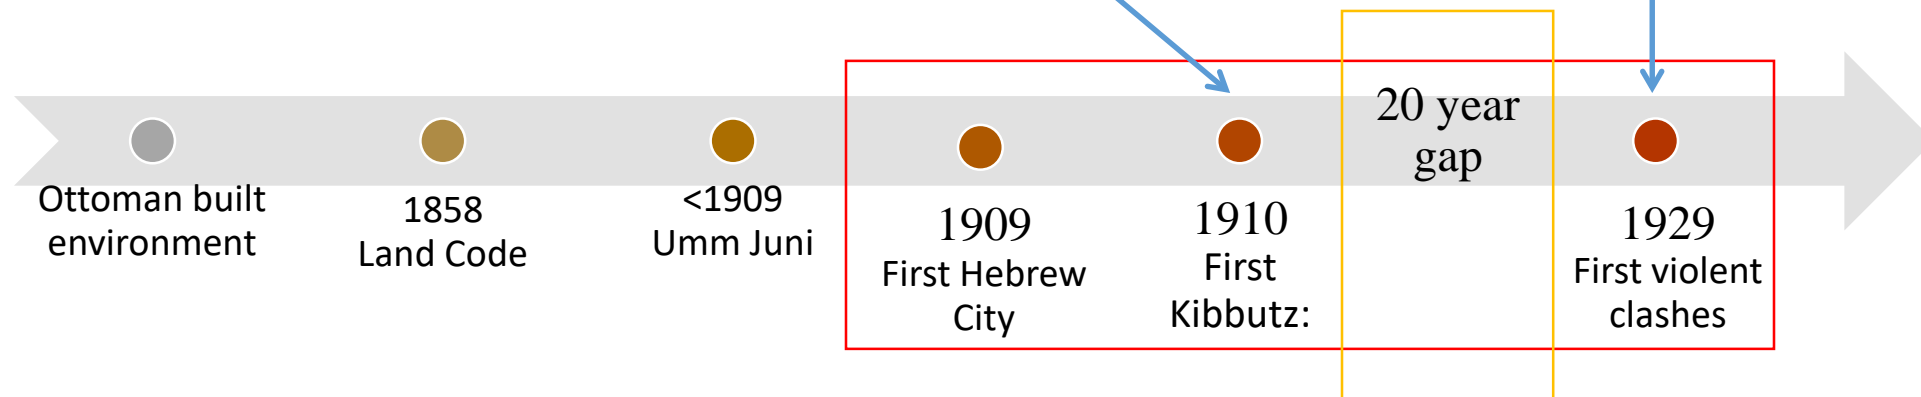 Ottoman built
environment
1858
Land Code
<1909
Umm Juni
1909
First Hebrew
City
1910
First
Kibbutz:
20 year
gap
1929
First violent
clashes